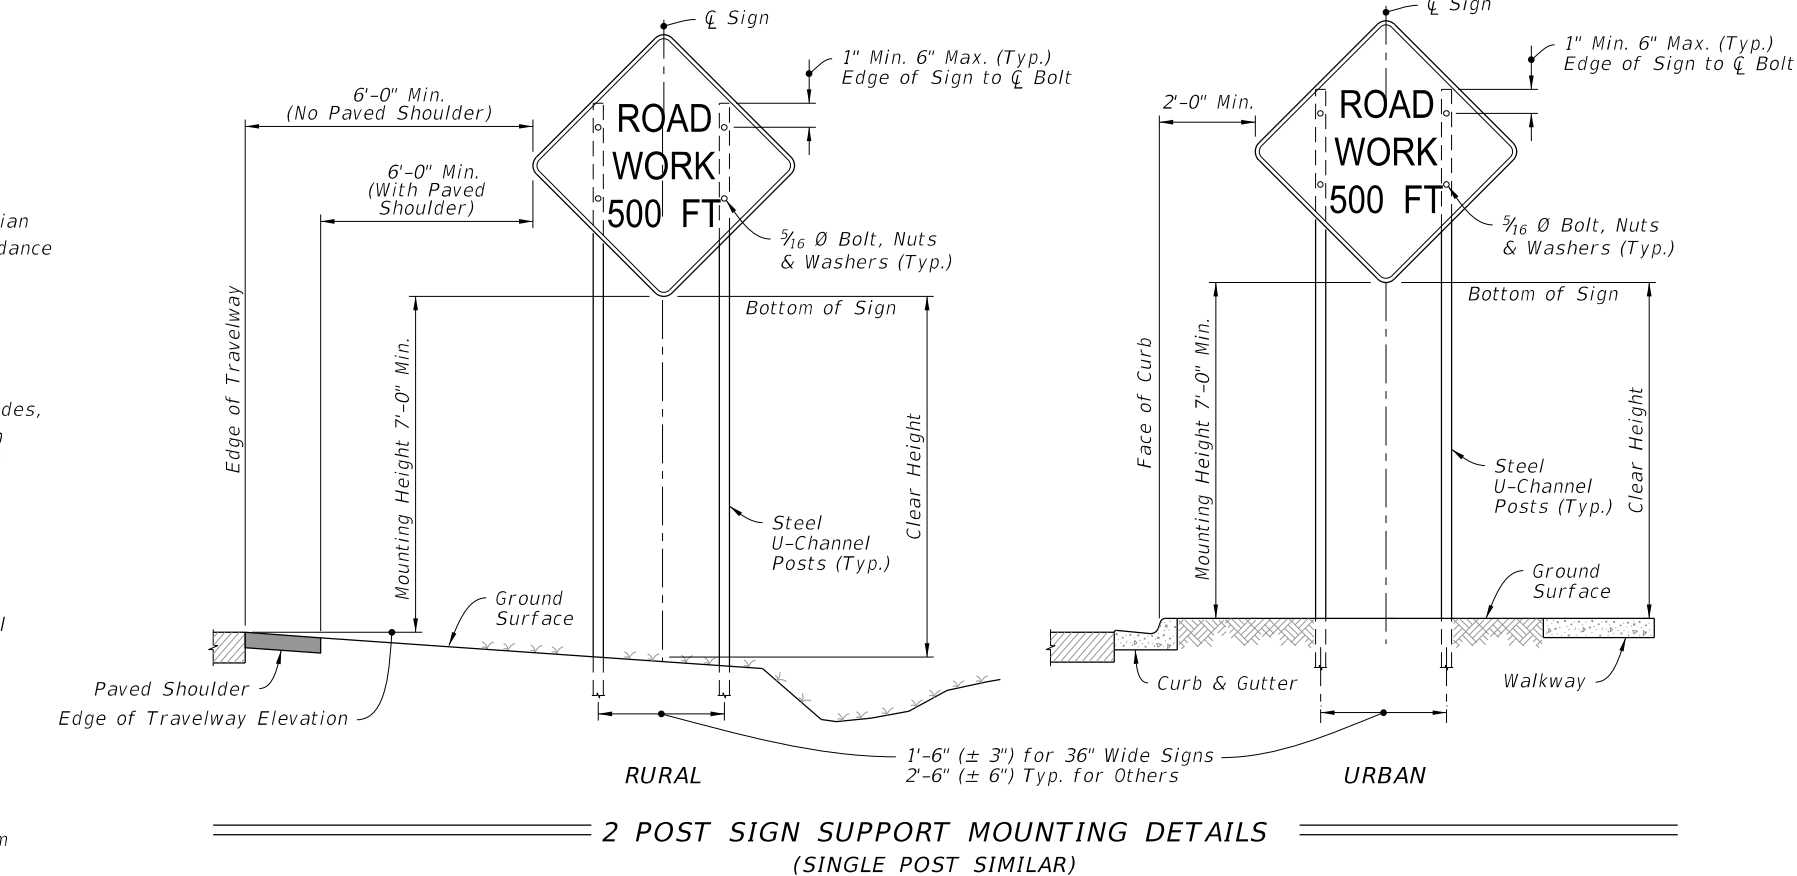 ian
dance
des,
l
m
℄ Sign
1" Min. 6" Max. (Typ.)
Edge of Sign to ℄ Bolt
6'-0" Min.
(No Paved Shoulder)
6'-0" Min.
(With Paved
Shoulder)
ROAD
WORK
500 FT
5/16 Ø Bolt, Nuts
& Washers (Typ.)
Bottom of Sign
Edge of Travelway
Mounting Height 7'-0" Min.
Clear Height
Steel
U-Channel
Posts (Typ.)
Ground
Surface
Paved Shoulder
Edge of Travelway Elevation
RURAL
℄ Sign
1" Min. 6" Max. (Typ.)
Edge of Sign to ℄ Bolt
2'-0" Min.
ROAD
WORK
500 FT
5/16 Ø Bolt, Nuts
& Washers (Typ.)
Bottom of Sign
Face of Curb
Mounting Height 7'-0" Min.
Clear Height
Steel
U-Channel
Posts (Typ.)
Ground
Surface
Curb & Gutter
Walkway
1'-6" (± 3") for 36" Wide Signs
2'-6" (± 6") Typ. for Others
URBAN
2 POST SIGN SUPPORT MOUNTING DETAILS
(SINGLE POST SIMILAR)